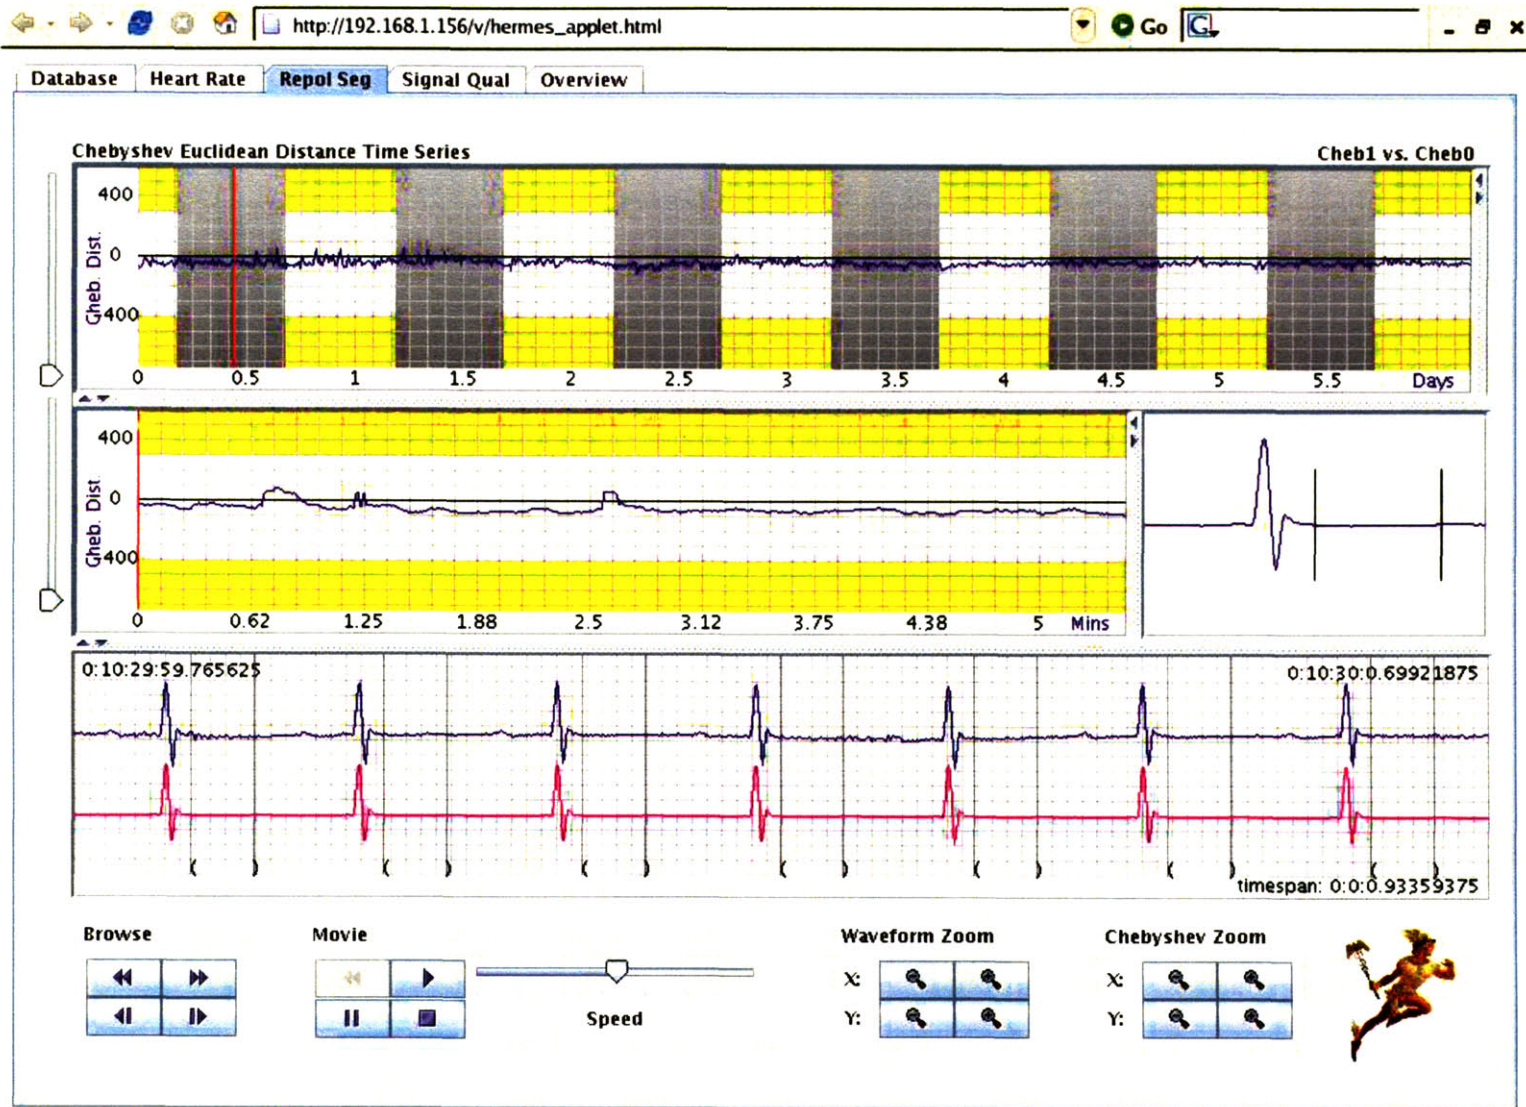 http://192.168.1.156/v/hermes_applet.html
Go
G
Database Heart Rate Repol Seg Signal Qual Overview
Chebyshev Euclidean Distance Time Series
Cheb1 vs. Cheb0
400
0
400
Cheb. Dist.
0 0.5 1 1.5 2 2.5 3 3.5 4 4.5 5 5.5 Days
400
0
400
Cheb. Dist.
0 0.62 1.25 1.88 2.5 3.12 3.75 4.38 5 Mins
0:10:29:59.765625
0:10:30:0.69921875
timespan: 0:0:0.93359375
Browse
Movie
Speed
Waveform Zoom
X:
Y:
Chebyshev Zoom
X:
Y: